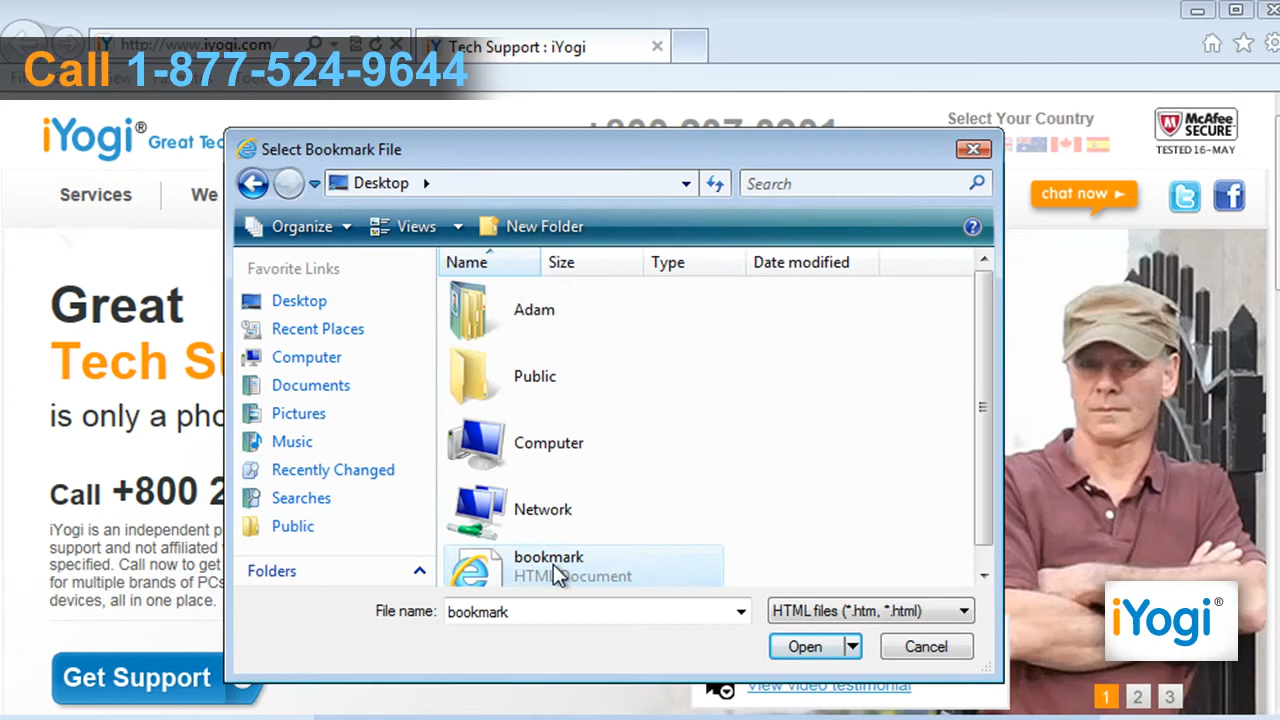 http://www.iyogi.com/
Tech Support : iYogi
Call 1-877-524-9644
iYogi®
Select Your Country
McAfee
SECURE
TESTED 16-MAY
Services
We
chat now
Great
Tech Su
is only a pho
Call +800 2
iYogi is an independent p
support and not affiliated
specified. Call now to get
for multiple brands of PCs
devices, all in one place.
Get Support
Select Bookmark File
Desktop
Search
Organize
Views
New Folder
Favorite Links
Desktop
Recent Places
Computer
Documents
Pictures
Music
Recently Changed
Searches
Public
Folders
Name Size Type Date modified
Adam
Public
Computer
Network
bookmark
HTML Document
File name: bookmark
HTML files (*.htm, *.html)
Open
Cancel
View video testimonial
iYogi®
1 2 3